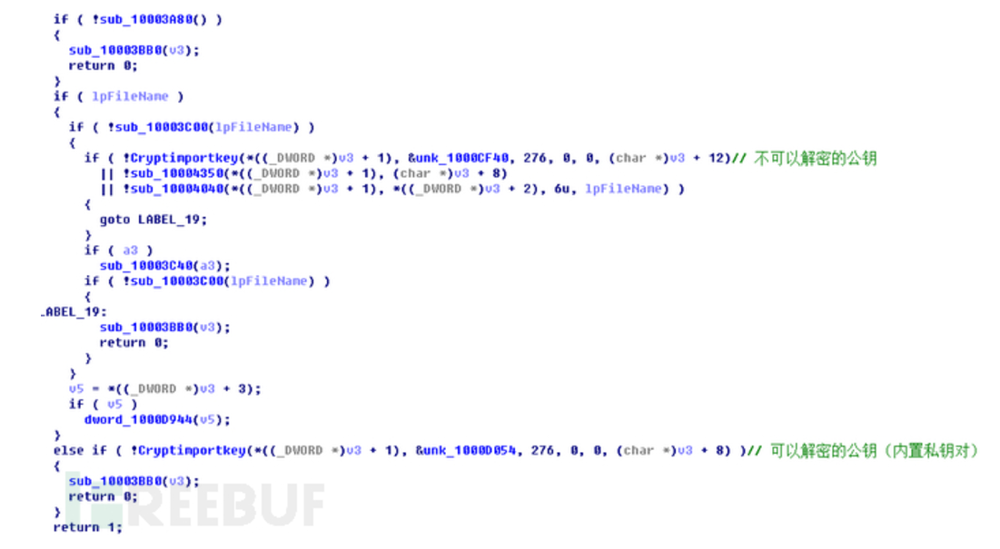 if ( !sub_10003A80() )
{
sub_10003BB0(v3);
return 0;
}
if ( lpFileName )
{
if ( !sub_10003C00(lpFileName) )
{
if ( !Cryptimportkey(*((_DWORD *)v3 + 1), &unk_1000CF40, 276, 0, 0, (char *)v3 + 12)// 不可以解密的公钥
|| !sub_10004350(*((_DWORD *)v3 + 1), (char *)v3 + 8)
|| !sub_10004040(*((_DWORD *)v3 + 1), *((_DWORD *)v3 + 2), 6u, lpFileName) )
{
goto LABEL_19;
}
if ( a3 )
sub_10003C40(a3);
if ( !sub_10003C00(lpFileName) )
{
ABEL_19:
sub_10003BB0(v3);
return 0;
}
}
v5 = *((_DWORD *)v3 + 3);
if ( v5 )
dword_1000D944(v5);
}
else if ( !Cryptimportkey(*((_DWORD *)v3 + 1), &unk_1000D054, 276, 0, 0, (char *)v3 + 8) )// 可以解密的公钥（内置私钥对）
{
sub_10003BB0(v3);
return 0;
}
return 1;
REEBUF